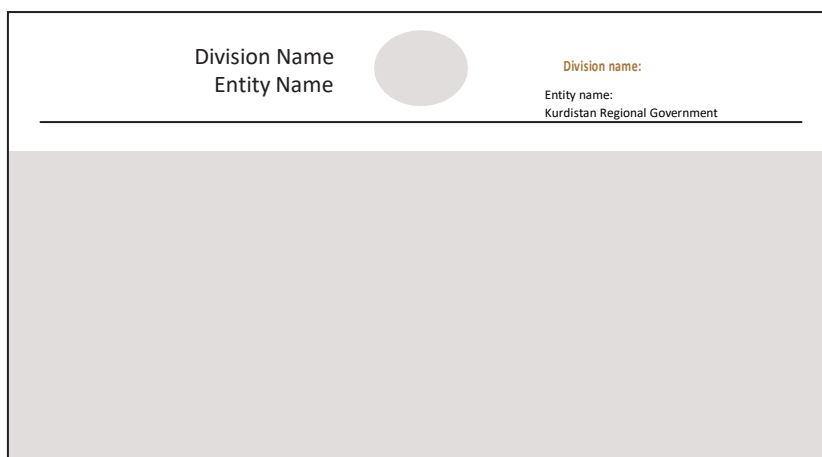 Division Name
Entity Name
Division name:
Entity name:
Kurdistan Regional Government